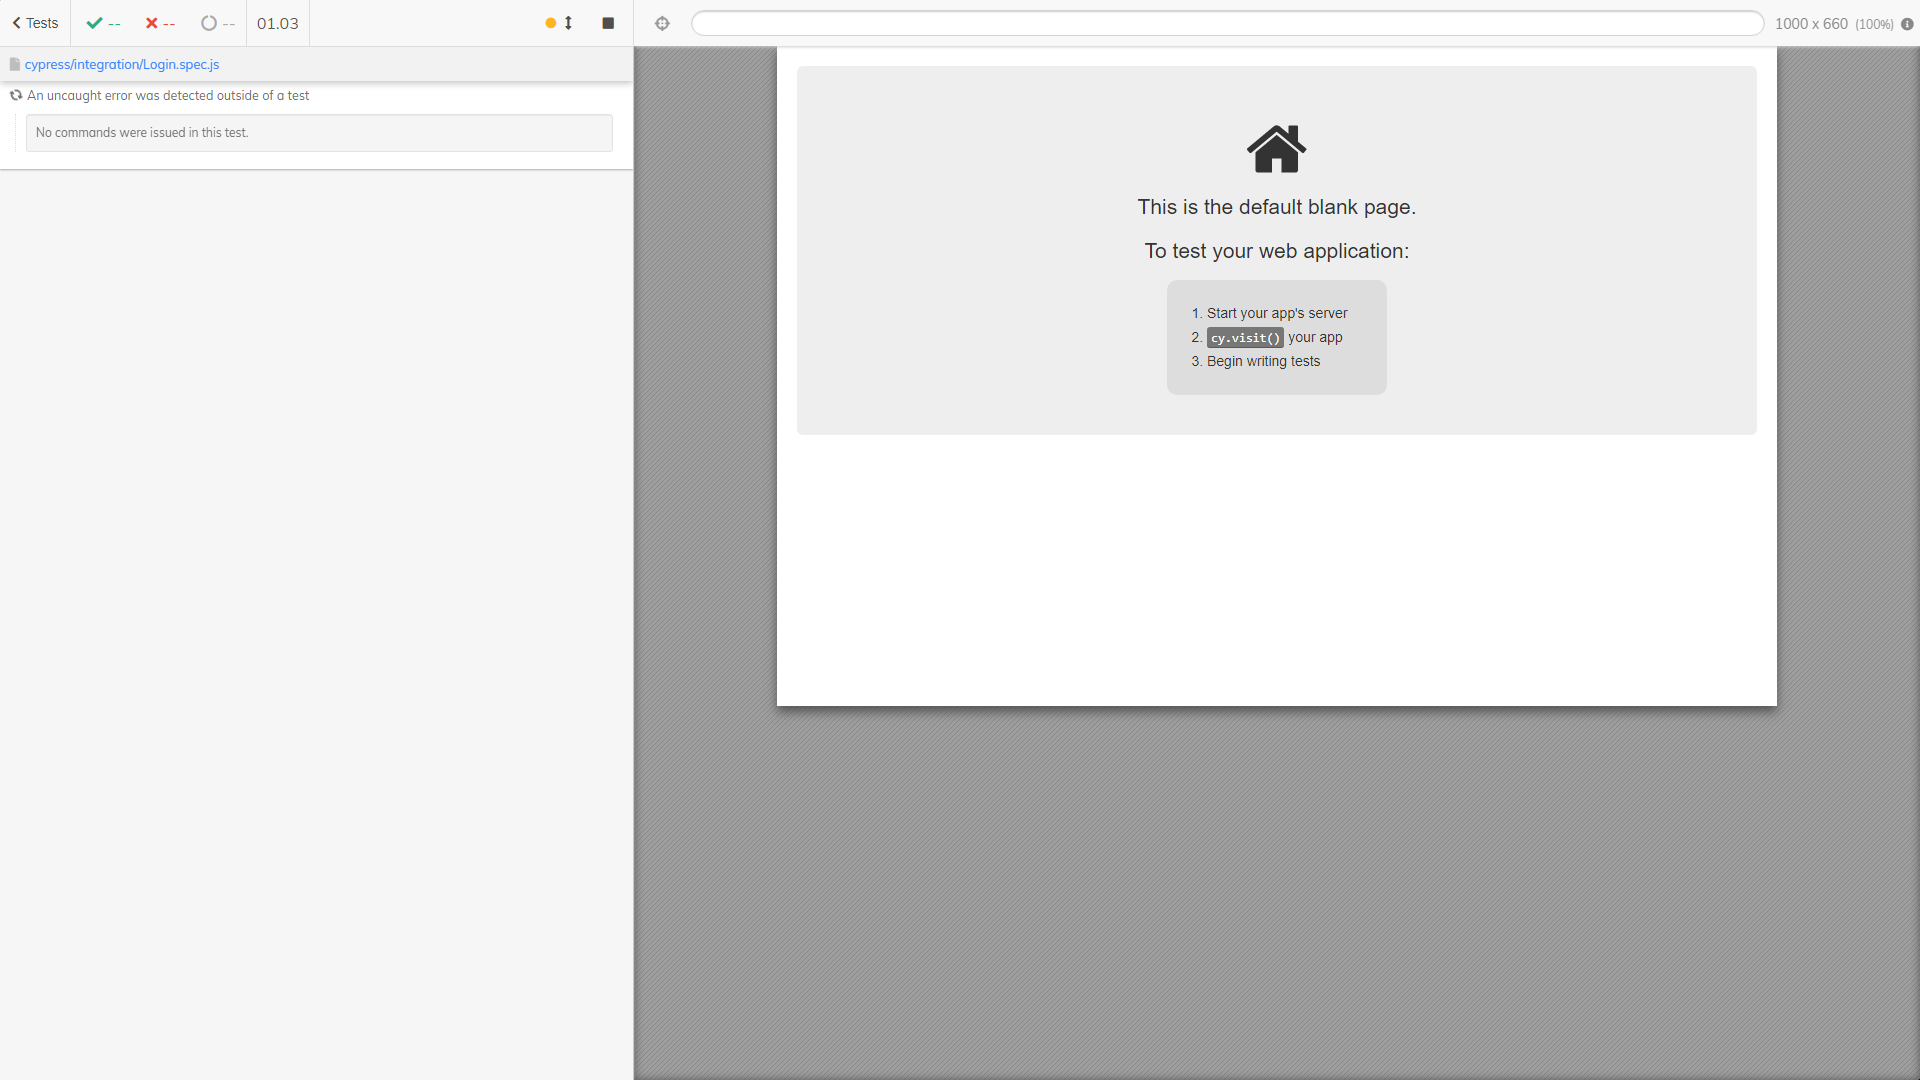 Tests
--
--
--
01.03
1000 x 660 (100%)
cypress/integration/Login.spec.js
An uncaught error was detected outside of a test
No commands were issued in this test.
This is the default blank page.
To test your web application:
1. Start your app's server
2. cy.visit() your app
3. Begin writing tests